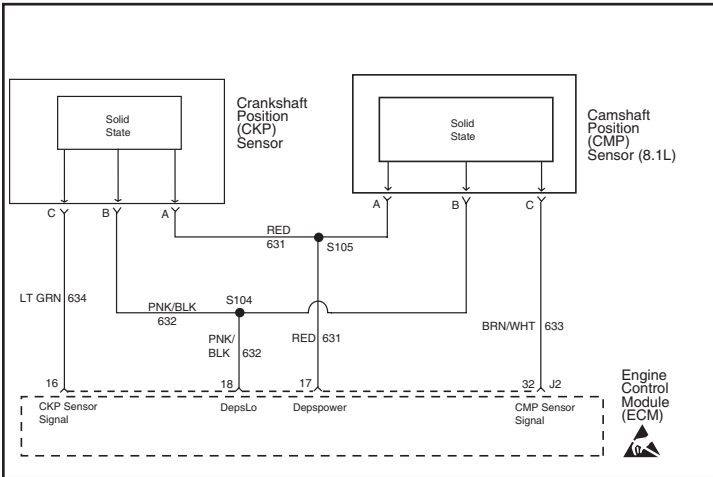 Crankshaft
Position
(CKP)
Sensor
Solid
State
Camshaft
Position
(CMP)
Sensor (8.1L)
Solid
State
C
B
A
A
B
C
RED
631
S105
LT GRN
634
PNK/BLK
632
S104
PNK/
BLK
632
RED
631
BRN/WHT
633
16
18
17
32
J2
CKP Sensor
Signal
DepsLo
Depspower
CMP Sensor
Signal
Engine
Control
Module
(ECM)